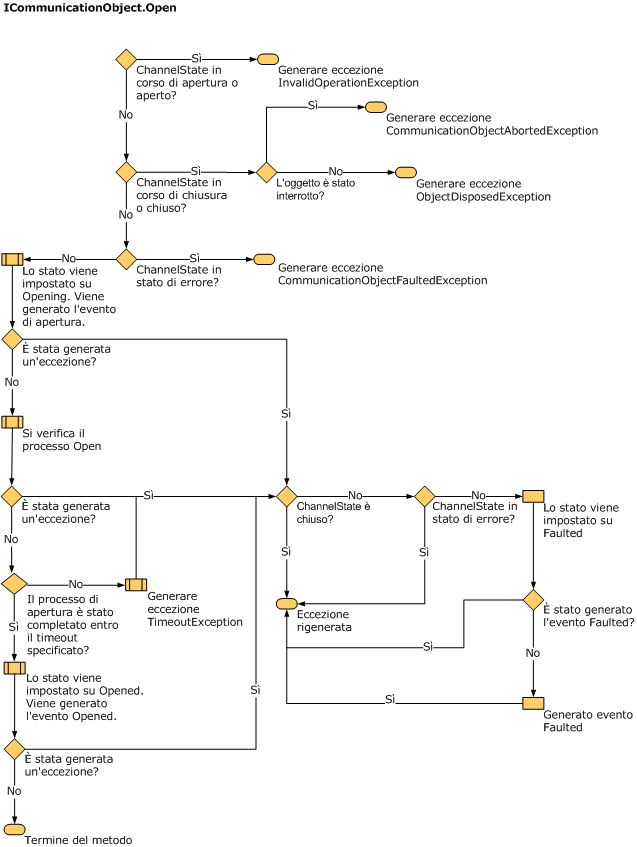 ICommunicationObject.Open
Sì
ChannelState in
corso di apertura o
aperto?
Generare eccezione
InvalidOperationException
No
Sì
Generare eccezione
CommunicationObjectAbortedException
Sì
ChannelState in
corso di chiusura
o chiuso?
No
L'oggetto è stato
interrotto?
Generare eccezione
ObjectDisposedException
No
No
Sì
Lo stato viene
impostato su
Opening. Viene
generato l'evento
di apertura.
ChannelState in
stato di errore?
Generare eccezione
CommunicationObjectFaultedException
È stata generata
un'eccezione?
No
Sì
Si verifica il
processo Open
Sì
È stata generata
un'eccezione?
No
ChannelState è
chiuso?
No
ChannelState in
stato di errore?
Lo stato viene
impostato su
Faulted
No
Sì
Sì
No
Il processo di
apertura è stato
completato entro
il timeout
specificato?
Generare
eccezione
TimeoutException
Eccezione
rigenerata
È stato generato
l'evento Faulted?
Sì
Sì
No
Lo stato viene
impostato su Opened.
Viene generato
l'evento Opened.
Sì
Sì
Generato evento
Faulted
È stata generata
un'eccezione?
No
Termine del metodo